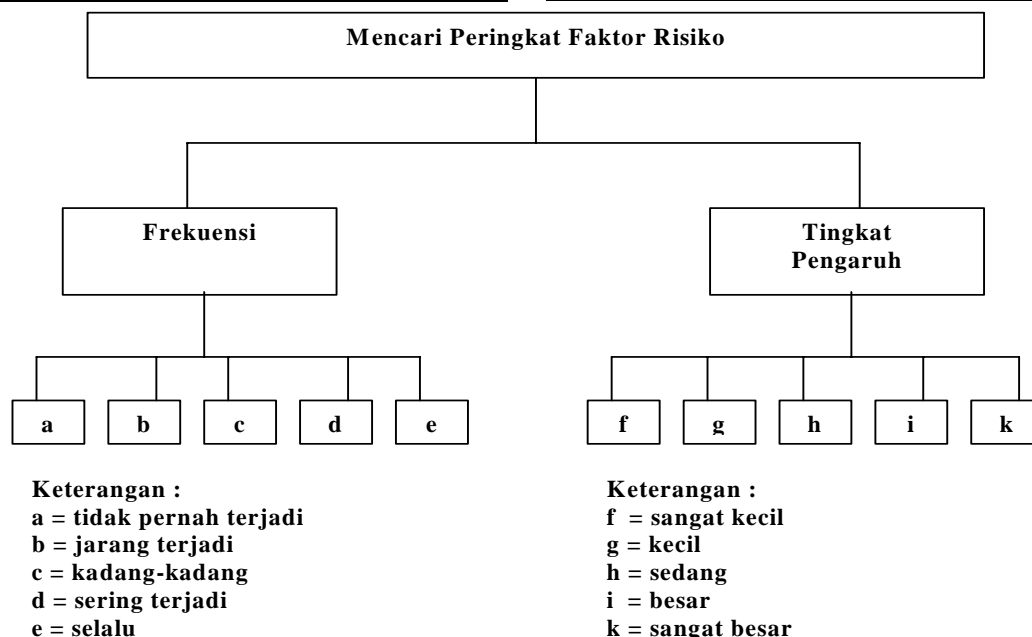 Mencari Peringkat Faktor Risiko
Frekuensi
Tingkat
Pengaruh
a b c d e
f g h i k
Keterangan :
a = tidak pernah terjadi
b = jarang terjadi
c = kadang-kadang
d = sering terjadi
e = selalu
Keterangan :
f = sangat kecil
g = kecil
h = sedang
i = besar
k = sangat besar